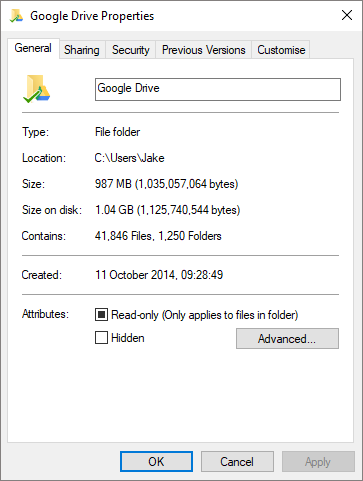 Google Drive Properties
General Sharing Security Previous Versions Customise
Google Drive
Type: File folder
Location: C:\Users\Jake
Size: 987 MB (1,035,057,064 bytes)
Size on disk: 1.04 GB (1,125,740,544 bytes)
Contains: 41,846 Files, 1,250 Folders
Created: 11 October 2014, 09:28:49
Attributes: Read-only (Only applies to files in folder)
Hidden Advanced...
OK Cancel Apply